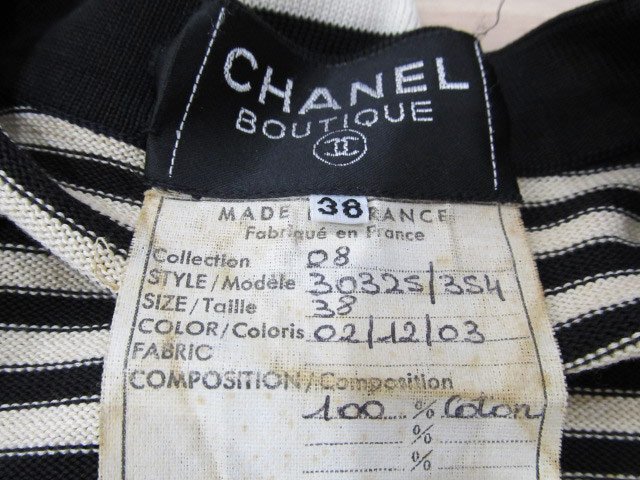 CHANEL
BOUTIQUE
38
MADE FRANCE
Fabriqué en France
Collection 08
STYLE/Modèle 30325/354
SIZE/Taille 38
COLOR/Coloris 02/12/03
FABRIC
COMPOSITION/Composition
100 % Coton
%
%